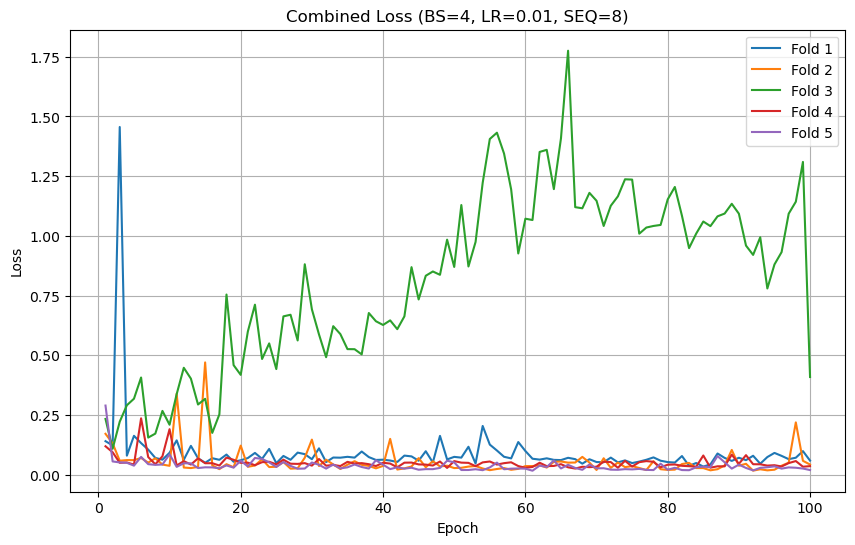 Combined Loss (BS=4, LR=0.01, SEQ=8)
Loss
1.75
1.50
1.25
1.00
0.75
0.50
0.25
0.00
Fold 1
Fold 2
Fold 3
Fold 4
Fold 5
0
20
40
60
80
100
Epoch